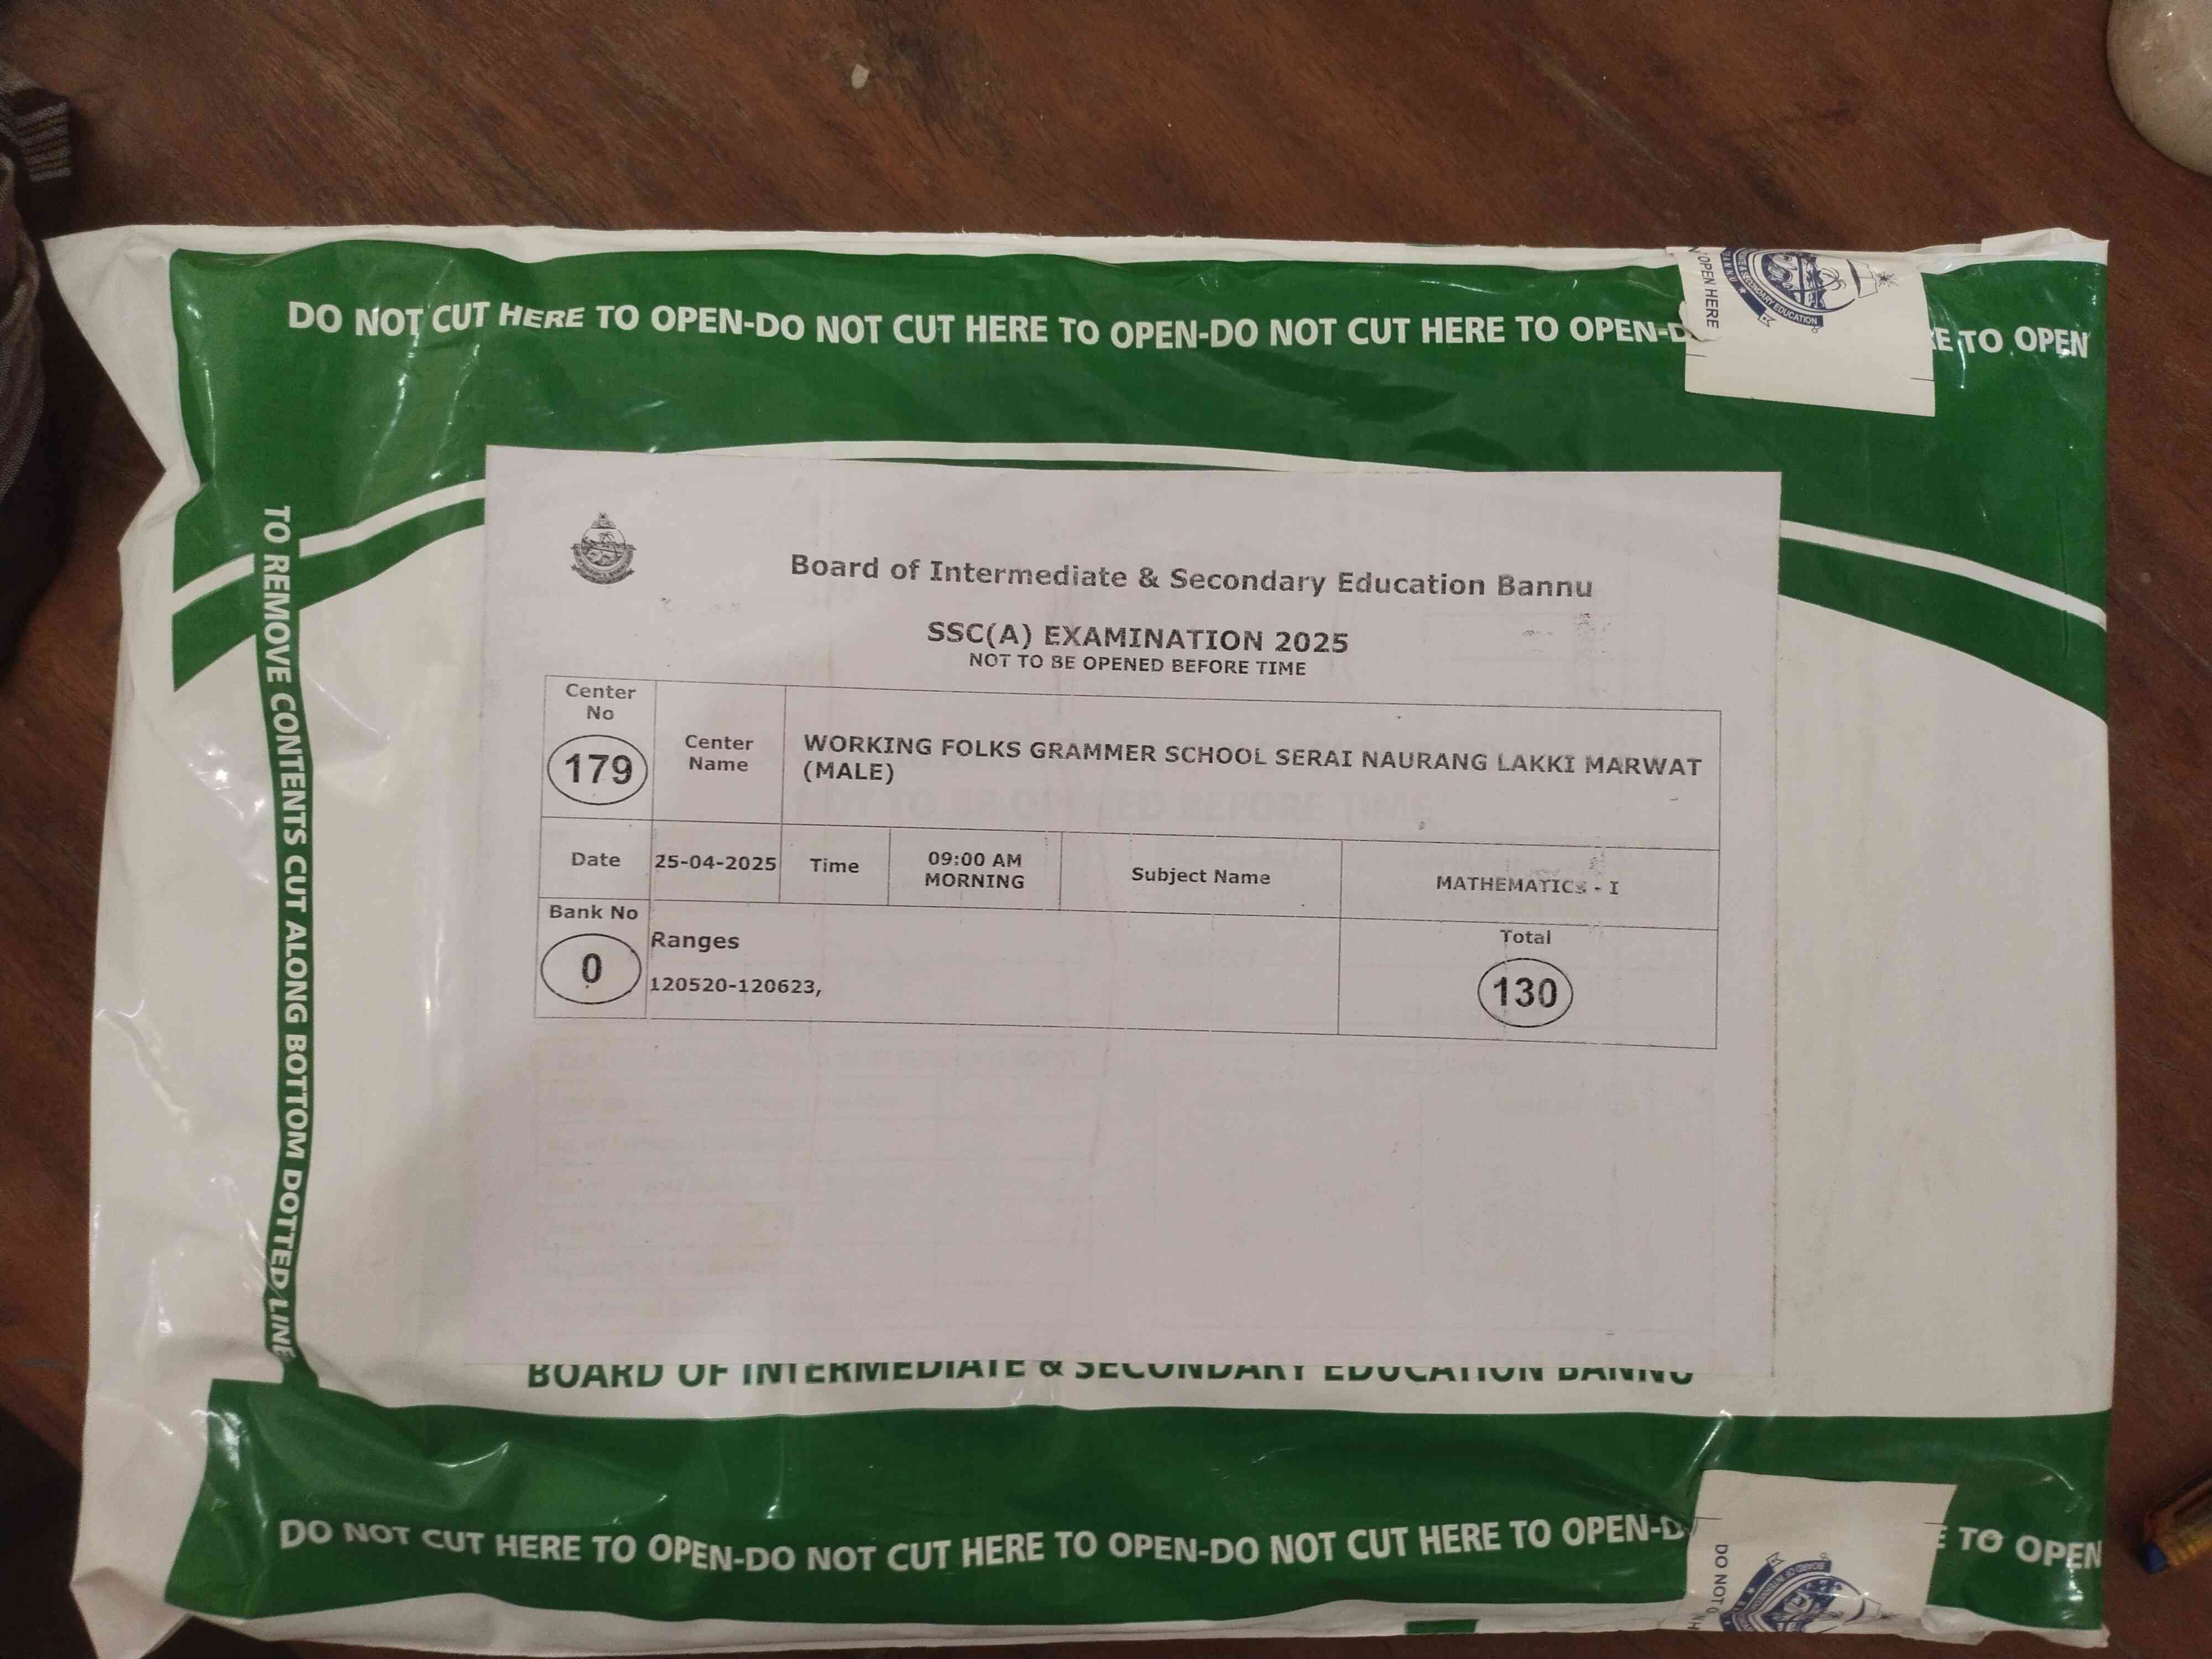 DO NOT CUT HERE TO OPEN-DO NOT CUT HERE TO OPEN-DO NOT CUT HERE TO OPEN-D
E TO OPEN
OPEN HERE
SECONDARY EDUCATION
BANNU
TO REMOVE CONTENTS CUT ALONG BOTTOM DOTTED LINE
Board of Intermediate & Secondary Education Bannu
SSC(A) EXAMINATION 2025
NOT TO BE OPENED BEFORE TIME
Center No
179
Center Name
WORKING FOLKS GRAMMER SCHOOL SERAI NAURANG LAKKI MARWAT
(MALE)
Date 25-04-2025 Time 09:00 AM MORNING Subject Name MATHEMATICS - I
Bank No
0
Ranges
120520-120623,
Total
130
BOARD OF INTERMEDIATE & SECONDARY EDUCATION BANNU
DO NOT CUT HERE TO OPEN-DO NOT CUT HERE TO OPEN-DO NOT CUT HERE TO OPEN-D
E TO OPEN
DO NOT O